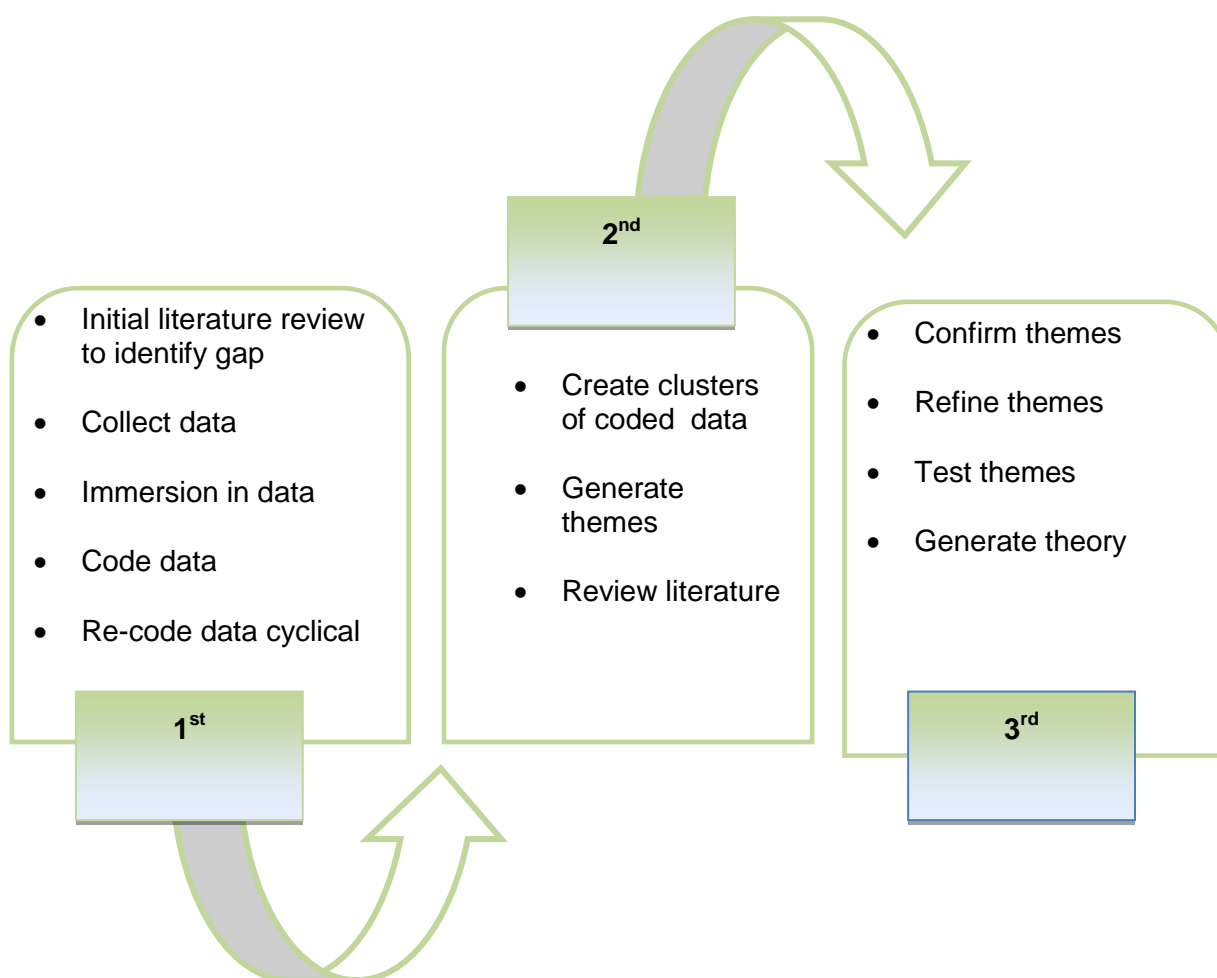 • Initial literature review
to identify gap
• Collect data
• Immersion in data
• Code data
• Re-code data cyclical
1st
2nd
• Create clusters
of coded  data
• Generate
themes
• Review literature
• Confirm themes
• Refine themes
• Test themes
• Generate theory
3rd